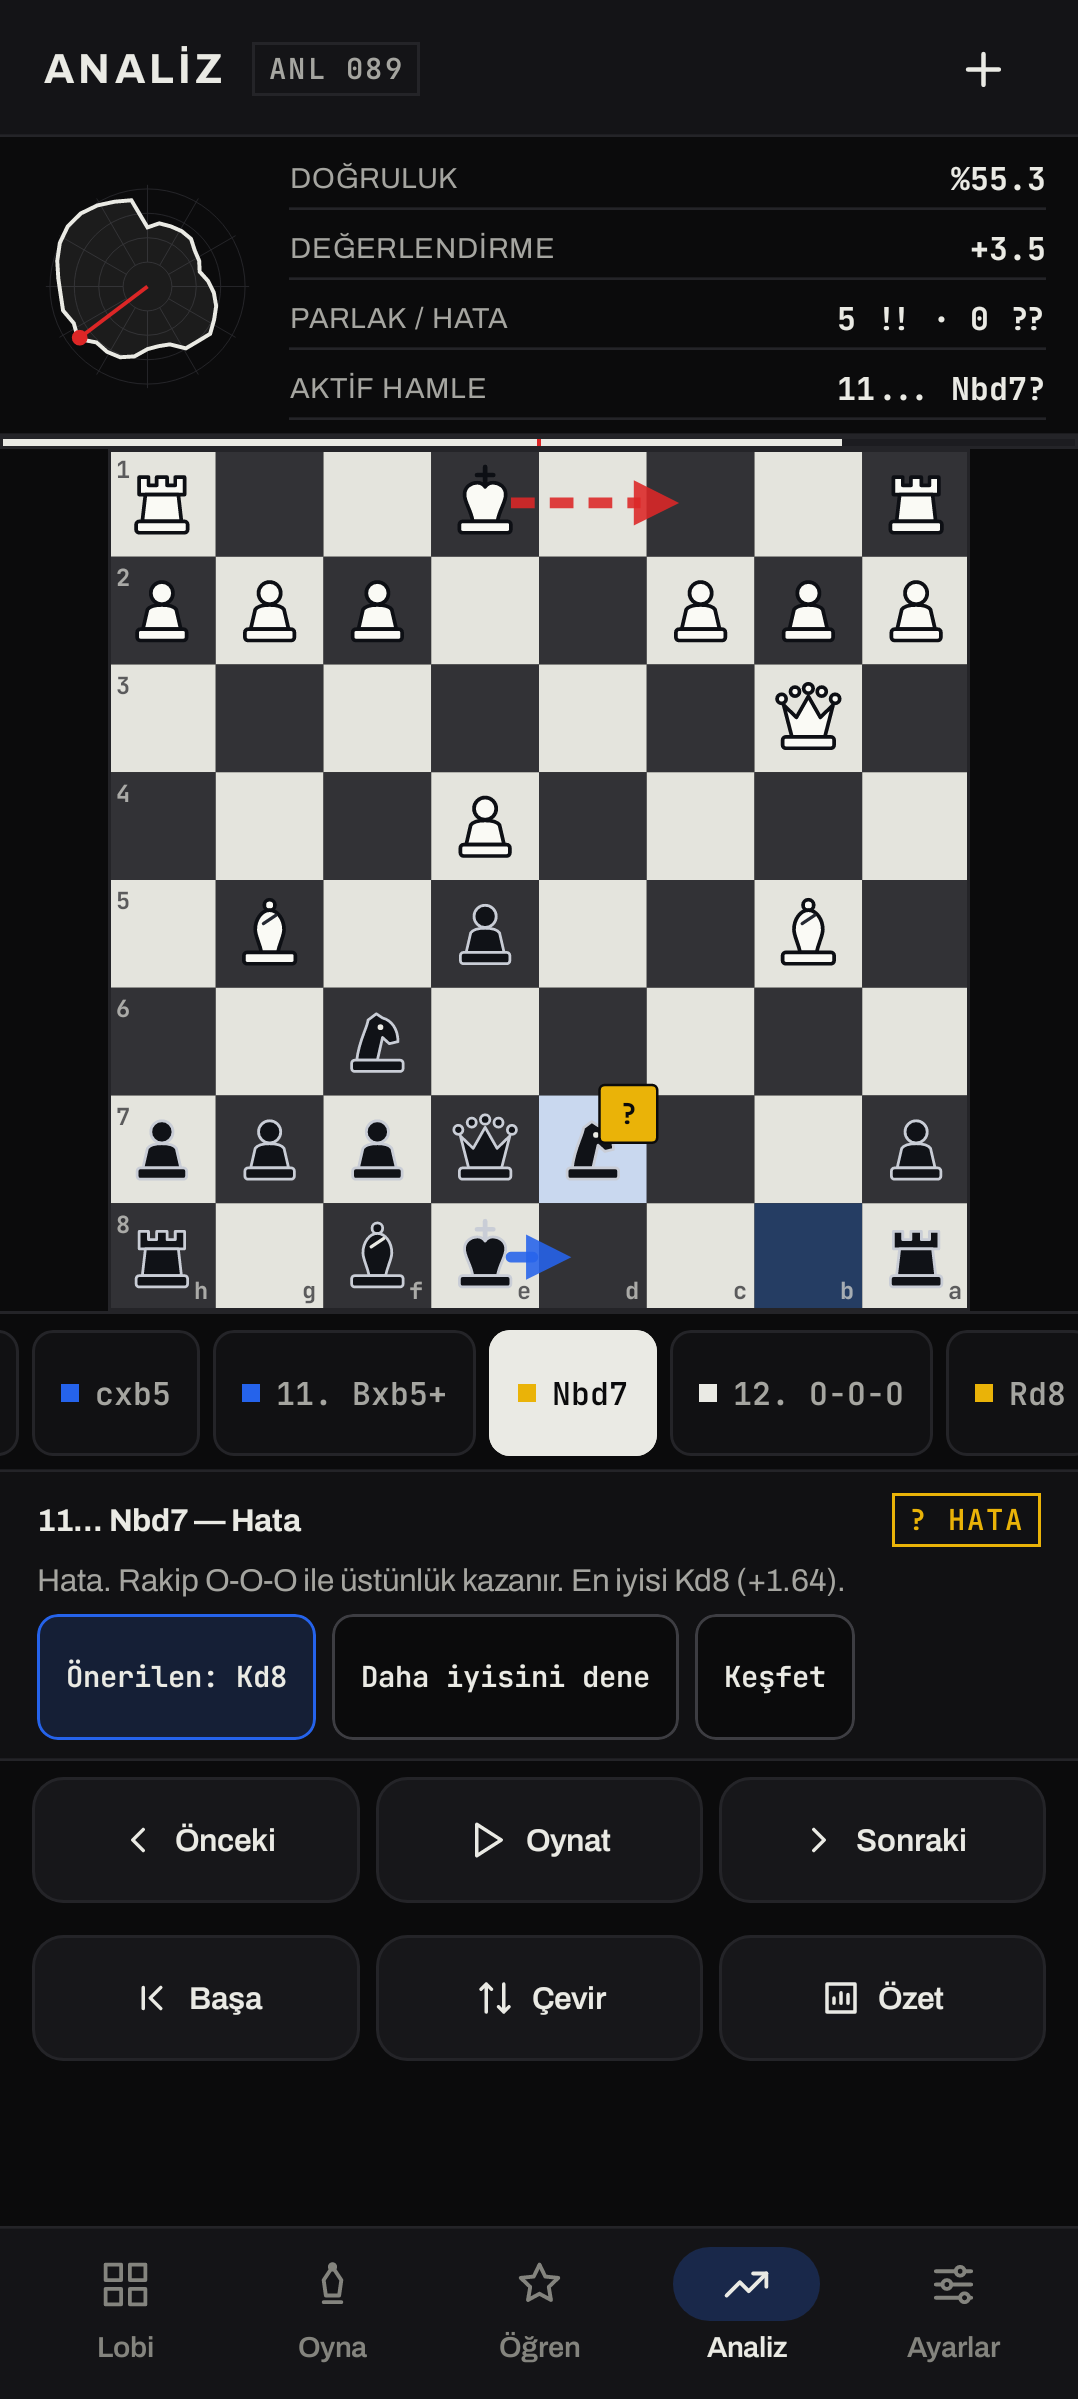 ANALİZ ANL 089
DOĞRULUK %55.3
DEĞERLENDİRME +3.5
PARLAK / HATA 5 !! · 0 ??
AKTİF HAMLE 11... Nbd7?
1
2
3
4
5
6
7
?
8
h g f e d c b a
cxb5 11. Bxb5+ Nbd7 12. O-O-O Rd8
11... Nbd7 — Hata ? HATA
Hata. Rakip O-O-O ile üstünlük kazanır. En iyisi Kd8 (+1.64).
Önerilen: Kd8 Daha iyisini dene Keşfet
Önceki Oynat Sonraki
Başa Çevir Özet
Lobi Oyna Öğren Analiz Ayarlar